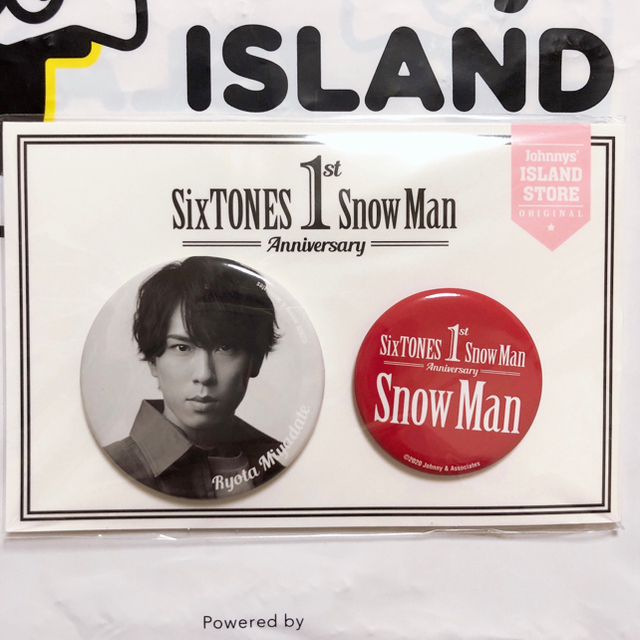 ISLAND
Johnnys'
ISLAND
STORE
ORIGINAL
SixTONES 1st Snow Man
Anniversary
Ryota Miyadate
SixTONES 1st Snow Man
Anniversary
Snow Man
©2020 Johnny & Associates
Powered by